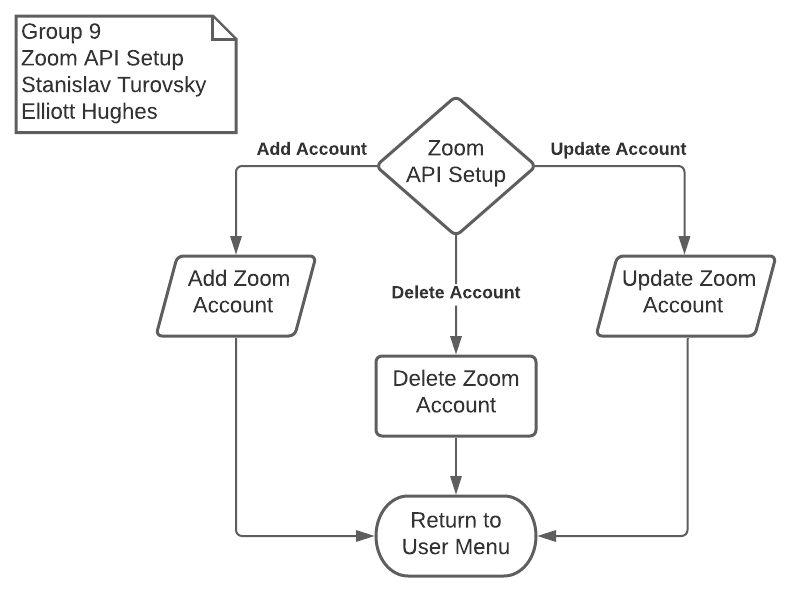 Group 9
Zoom API Setup
Stanislav Turovsky
Elliott Hughes
Zoom
API Setup
Add Account
Update Account
Delete Account
Add Zoom
Account
Update Zoom
Account
Delete Zoom
Account
Return to
User Menu